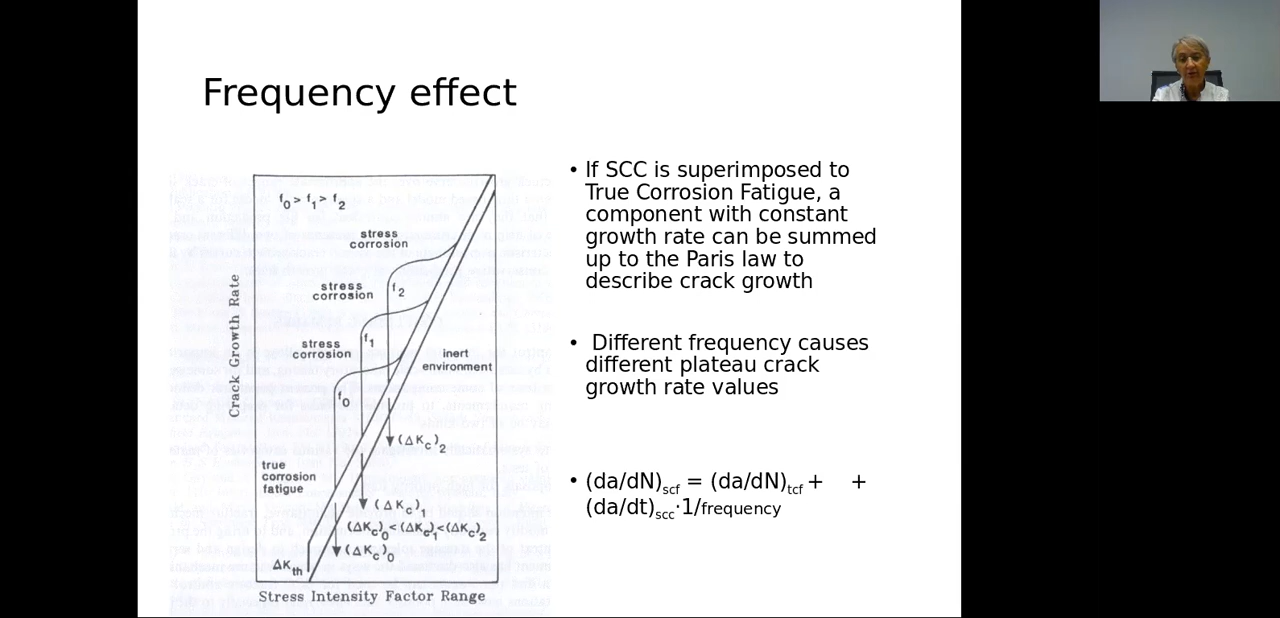 Frequency effect
f0 > f1 > f2
stress
corrosion
stress
corrosion
f2
stress
corrosion
f1
inert
environment
f0
Crack Growth Rate
(ΔKc)2
true
corrosion
fatigue
(ΔKc)1
(ΔKc)0<(ΔKc)1<(ΔKc)2
(ΔKc)0
ΔKth
Stress Intensity Factor Range
• If SCC is superimposed to
True Corrosion Fatigue, a
component with constant
growth rate can be summed
up to the Paris law to
describe crack growth
• Different frequency causes
different plateau crack
growth rate values
• (da/dN)scf = (da/dN)tcf + +
(da/dt)scc·1/frequency